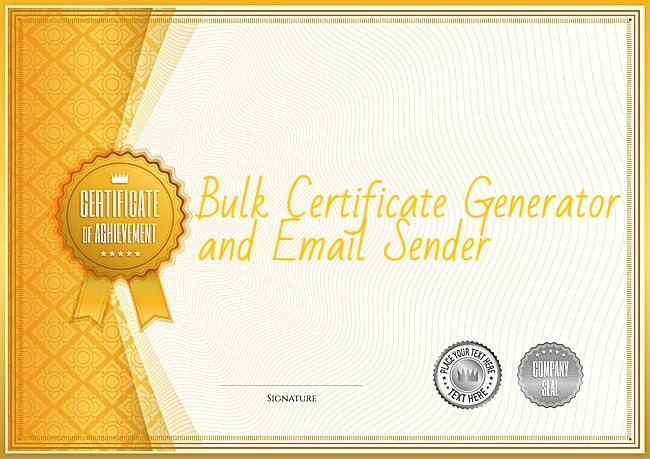 CERTIFICATE
OF ACHIEVEMENT
Bulk Certificate Generator
and Email Sender
SIGNATURE
PLACE YOUR TEXT HERE
TEXT HERE
COMPANY
SEAL